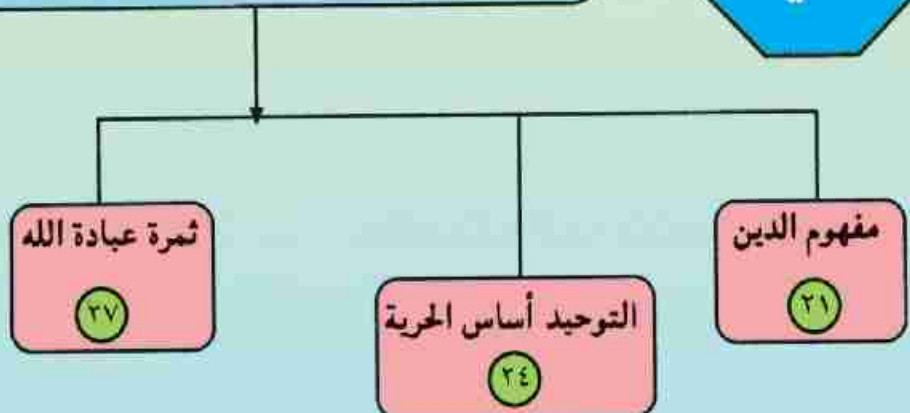 مفهوم الدين
٢١
التوحيد أساس الحرية
٢٤
ثمرة عبادة الله
٢٧